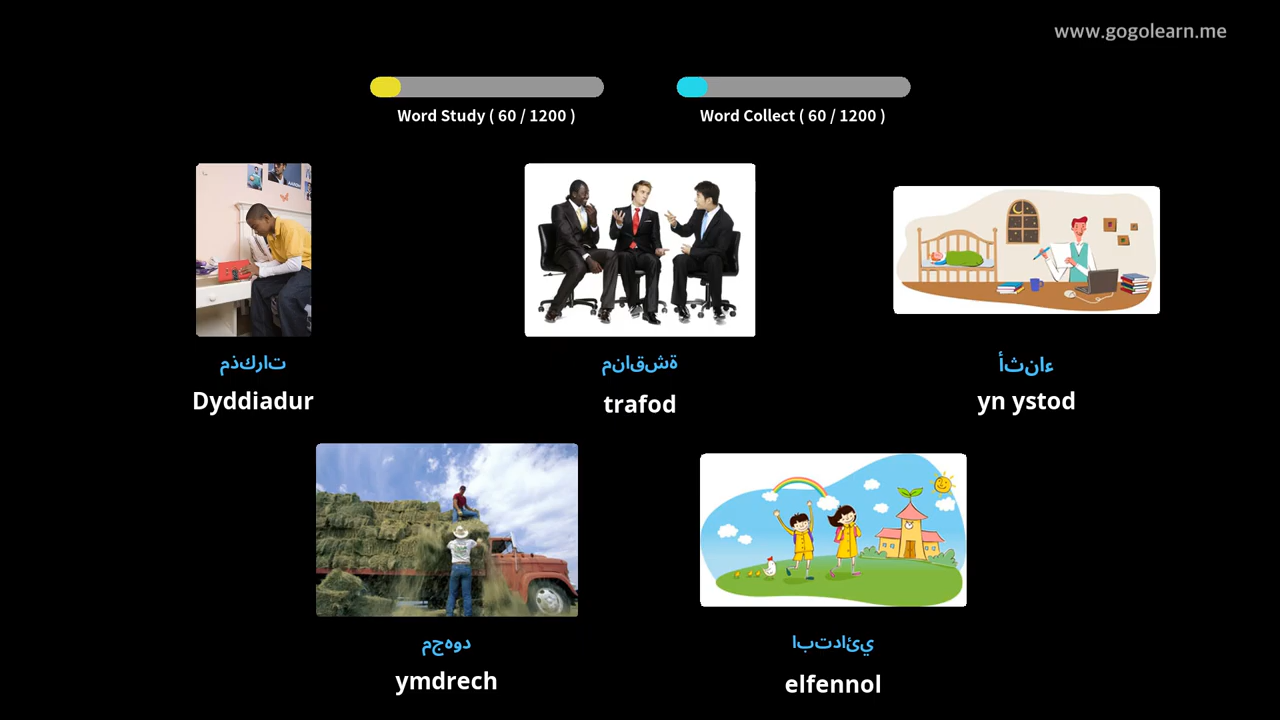 www.gogolearn.me
Word Study ( 60 / 1200 )
Word Collect ( 60 / 1200 )
مذكرات
Dyddiadur
مناقشة
trafod
أثناء
yn ystod
مجهود
ymdrech
ابتدائي
elfennol